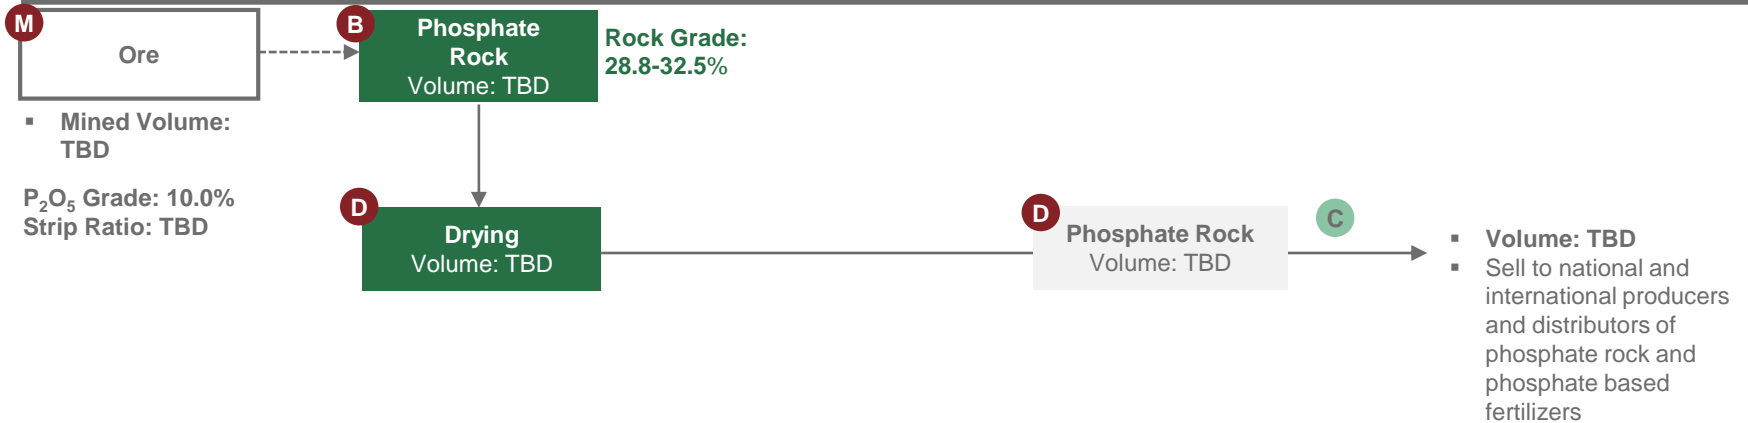 M
Ore
▪ Mined Volume:
TBD
P₂O₅ Grade: 10.0%
Strip Ratio: TBD
B
Phosphate
Rock
Volume: TBD
Rock Grade:
28.8-32.5%
D
Drying
Volume: TBD
D
Phosphate Rock
Volume: TBD
C
▪ Volume: TBD
▪ Sell to national and
international producers
and distributors of
phosphate rock and
phosphate based
fertilizers